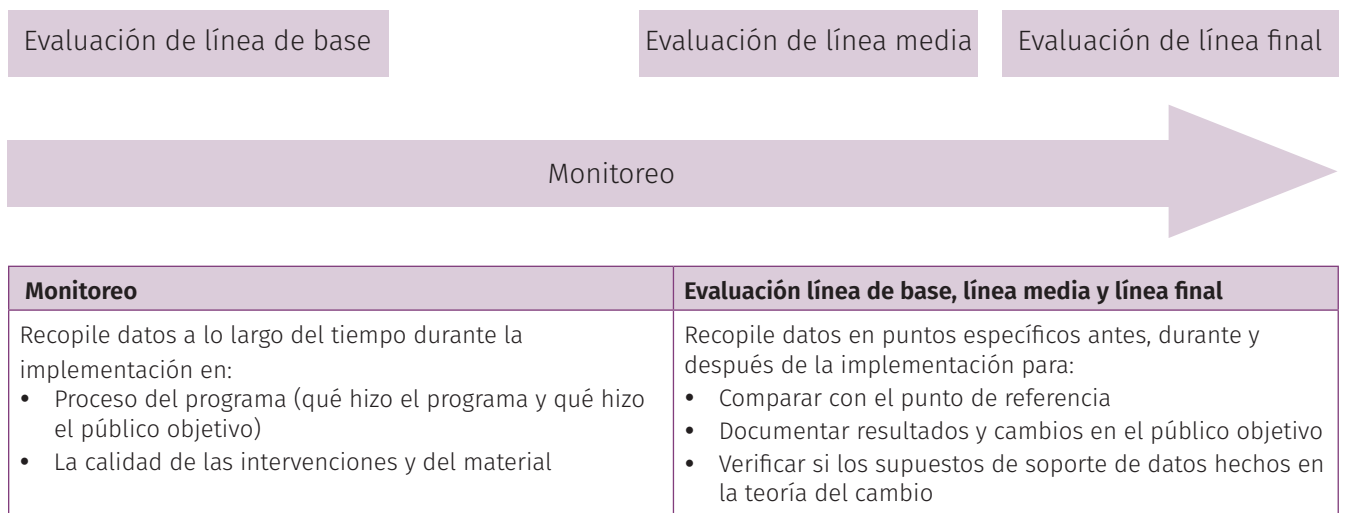 Evaluación de línea de base
Evaluación de línea media
Evaluación de línea final
Monitoreo
Monitoreo
Evaluación línea de base, línea media y línea final
Recopile datos a lo largo del tiempo durante la
implementación en:
• Proceso del programa (qué hizo el programa y qué hizo
el público objetivo)
• La calidad de las intervenciones y del material
Recopile datos en puntos específicos antes, durante y
después de la implementación para:
• Comparar con el punto de referencia
• Documentar resultados y cambios en el público objetivo
• Verificar si los supuestos de soporte de datos hechos en
la teoría del cambio